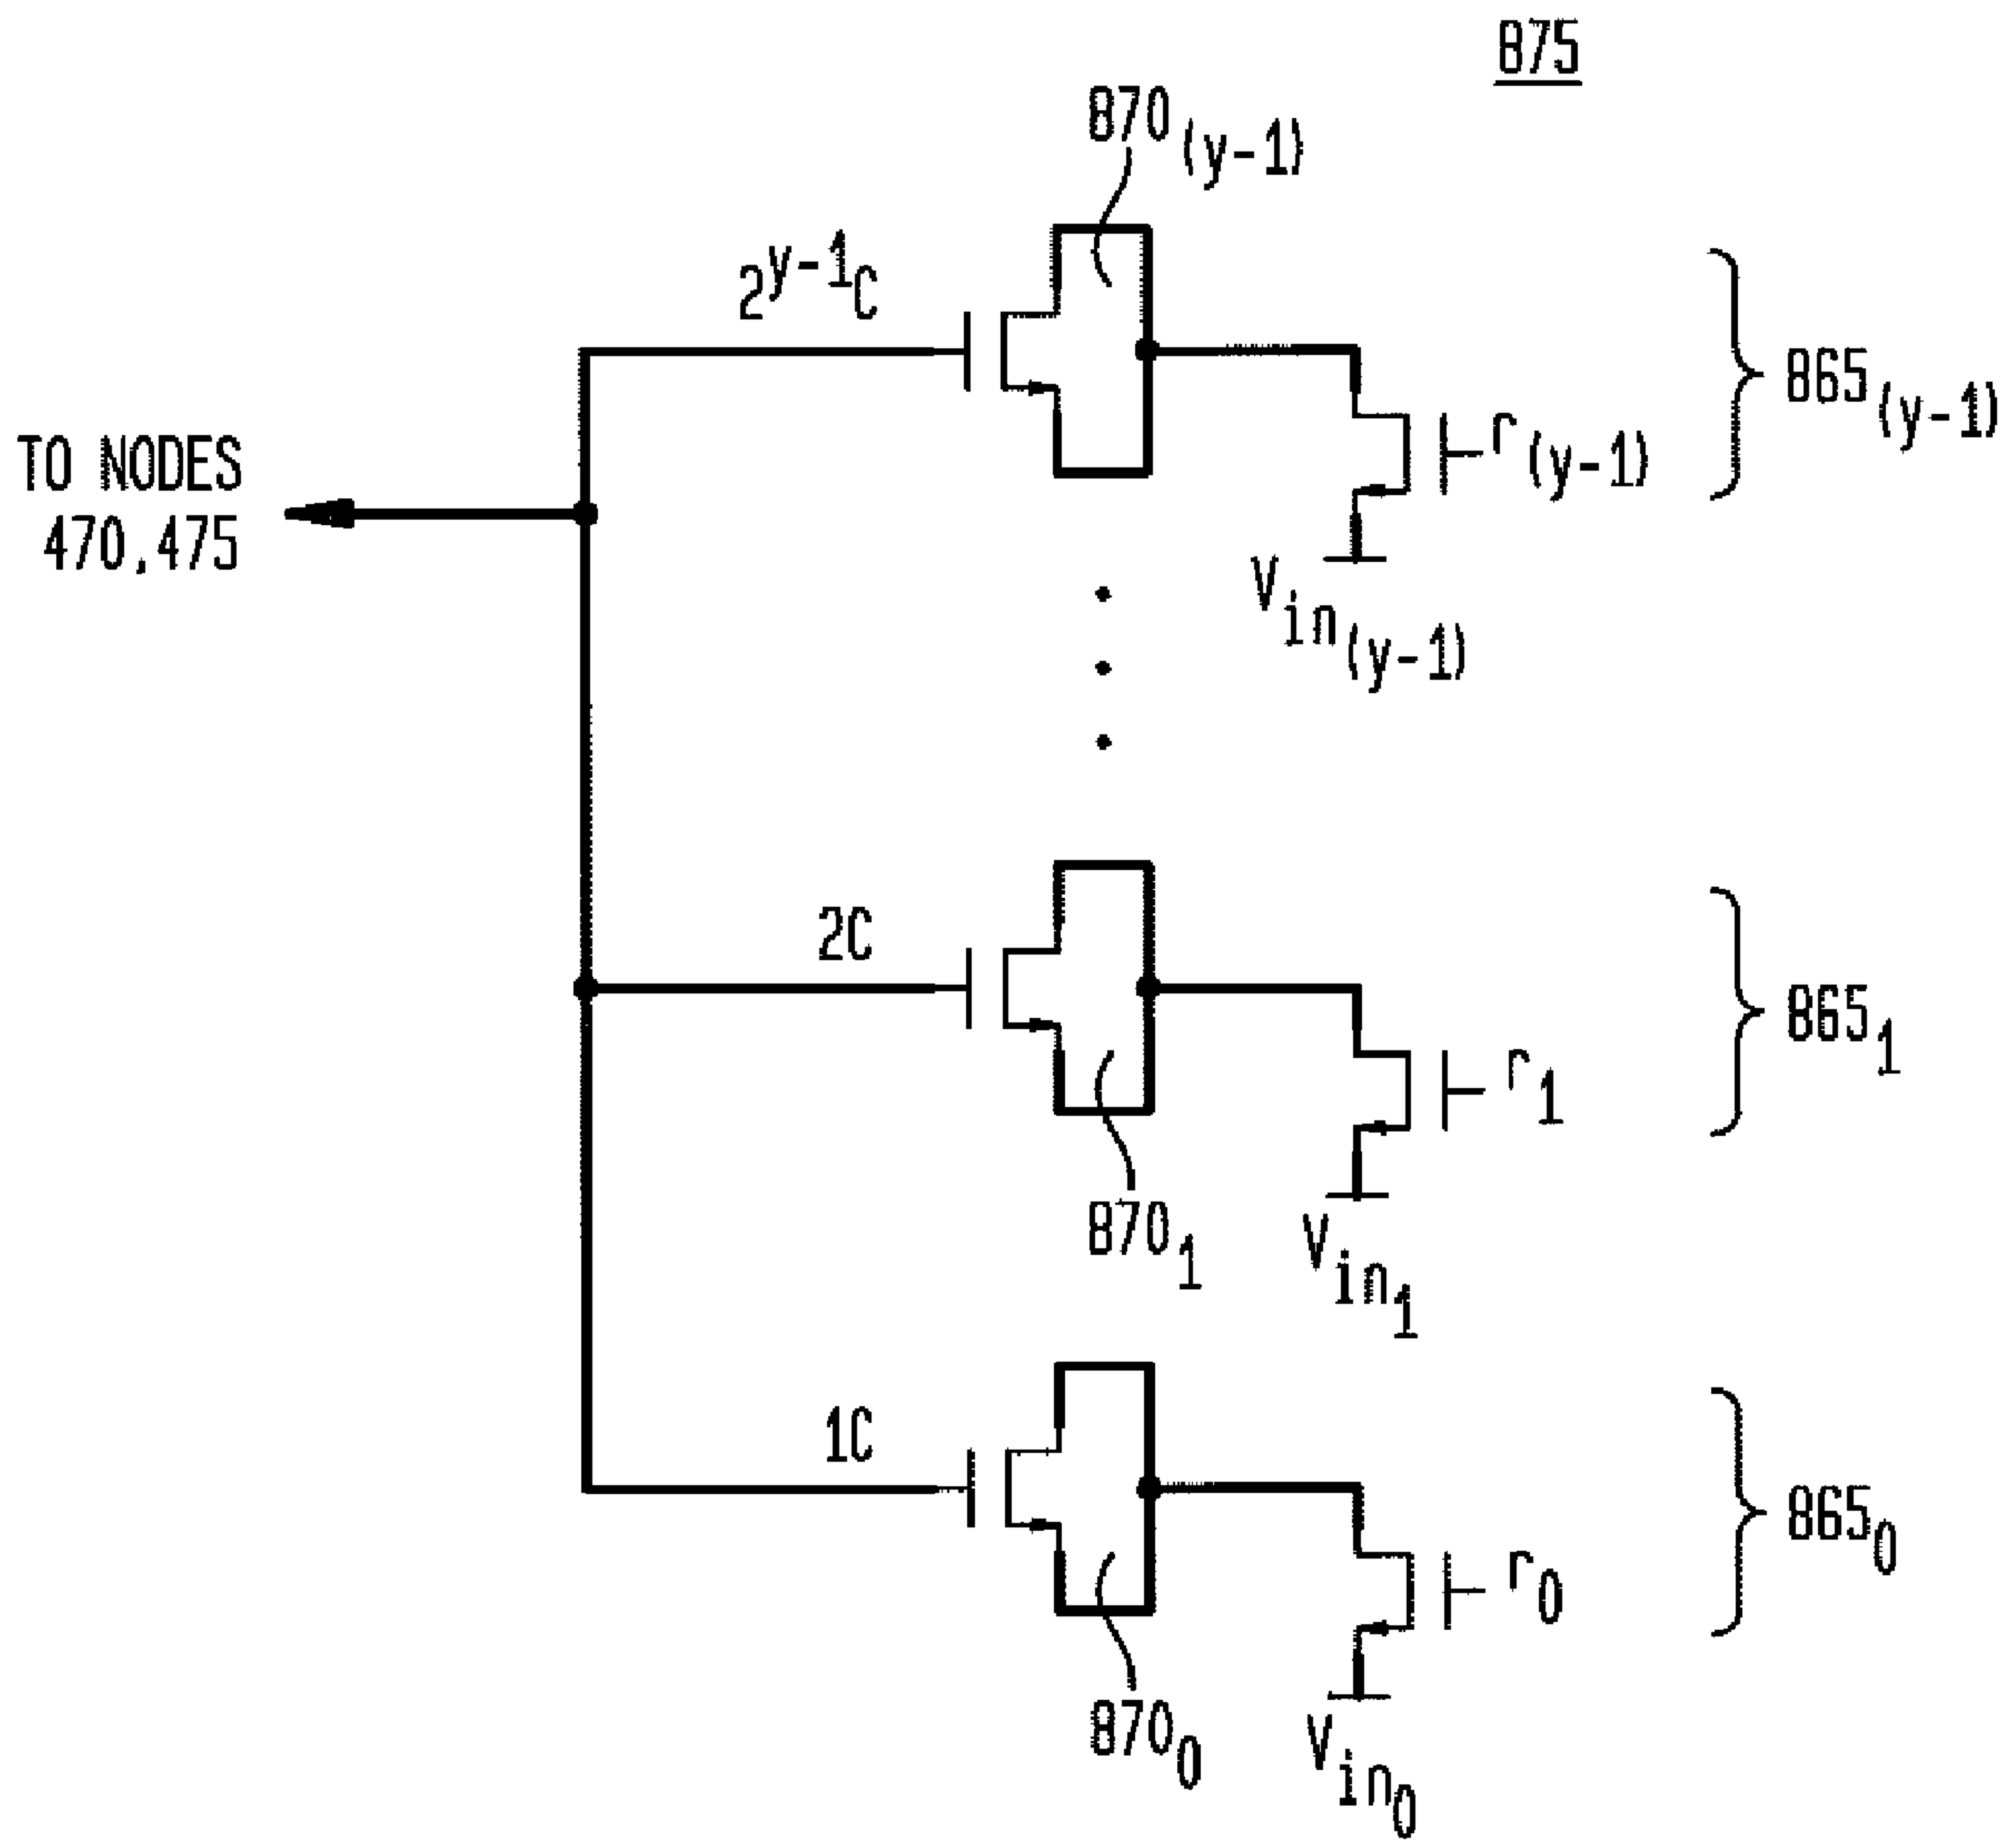 875
870(y-1)
2^y-1C
865(y-1)
TO NODES
470,475
r(y-1)
Vin(y-1)
2C
865₁
r₁
870₁
Vin₁
1C
865₀
r₀
870₀
Vin₀